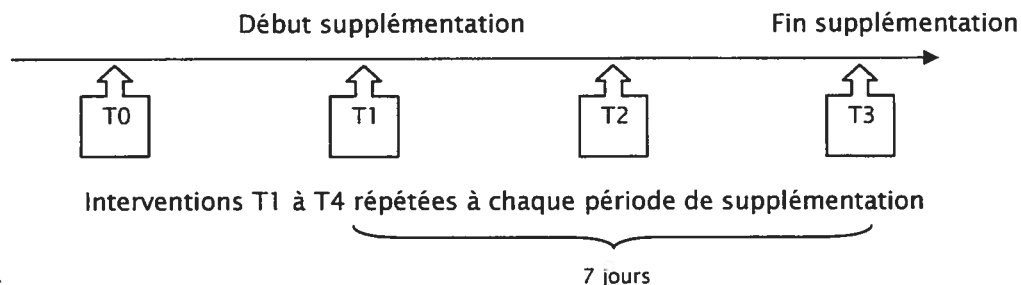 Début supplémentation Fin supplémentation
T0 T1 T2 T3
Interventions T1 à T4 répétées à chaque période de supplémentation
7 jours